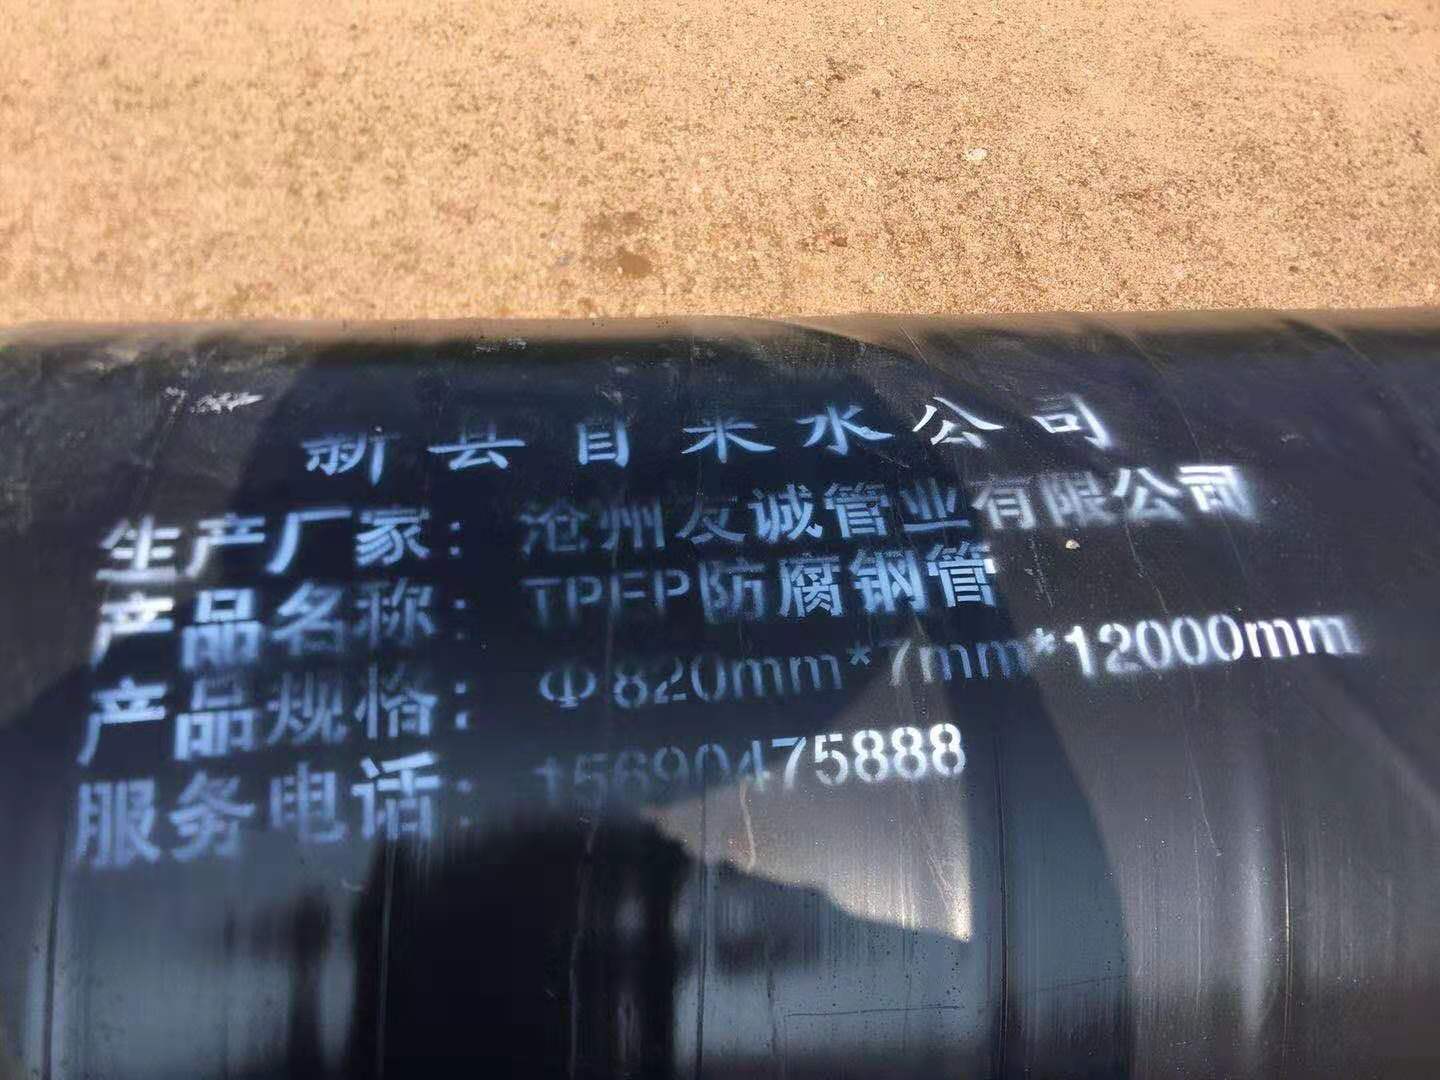 新县自来水公司
生产厂家：沧州友诚管业有限公司
产品名称：TPEP防腐钢管
产品规格：Φ820mm*7mm*12000mm
服务电话：15690475888